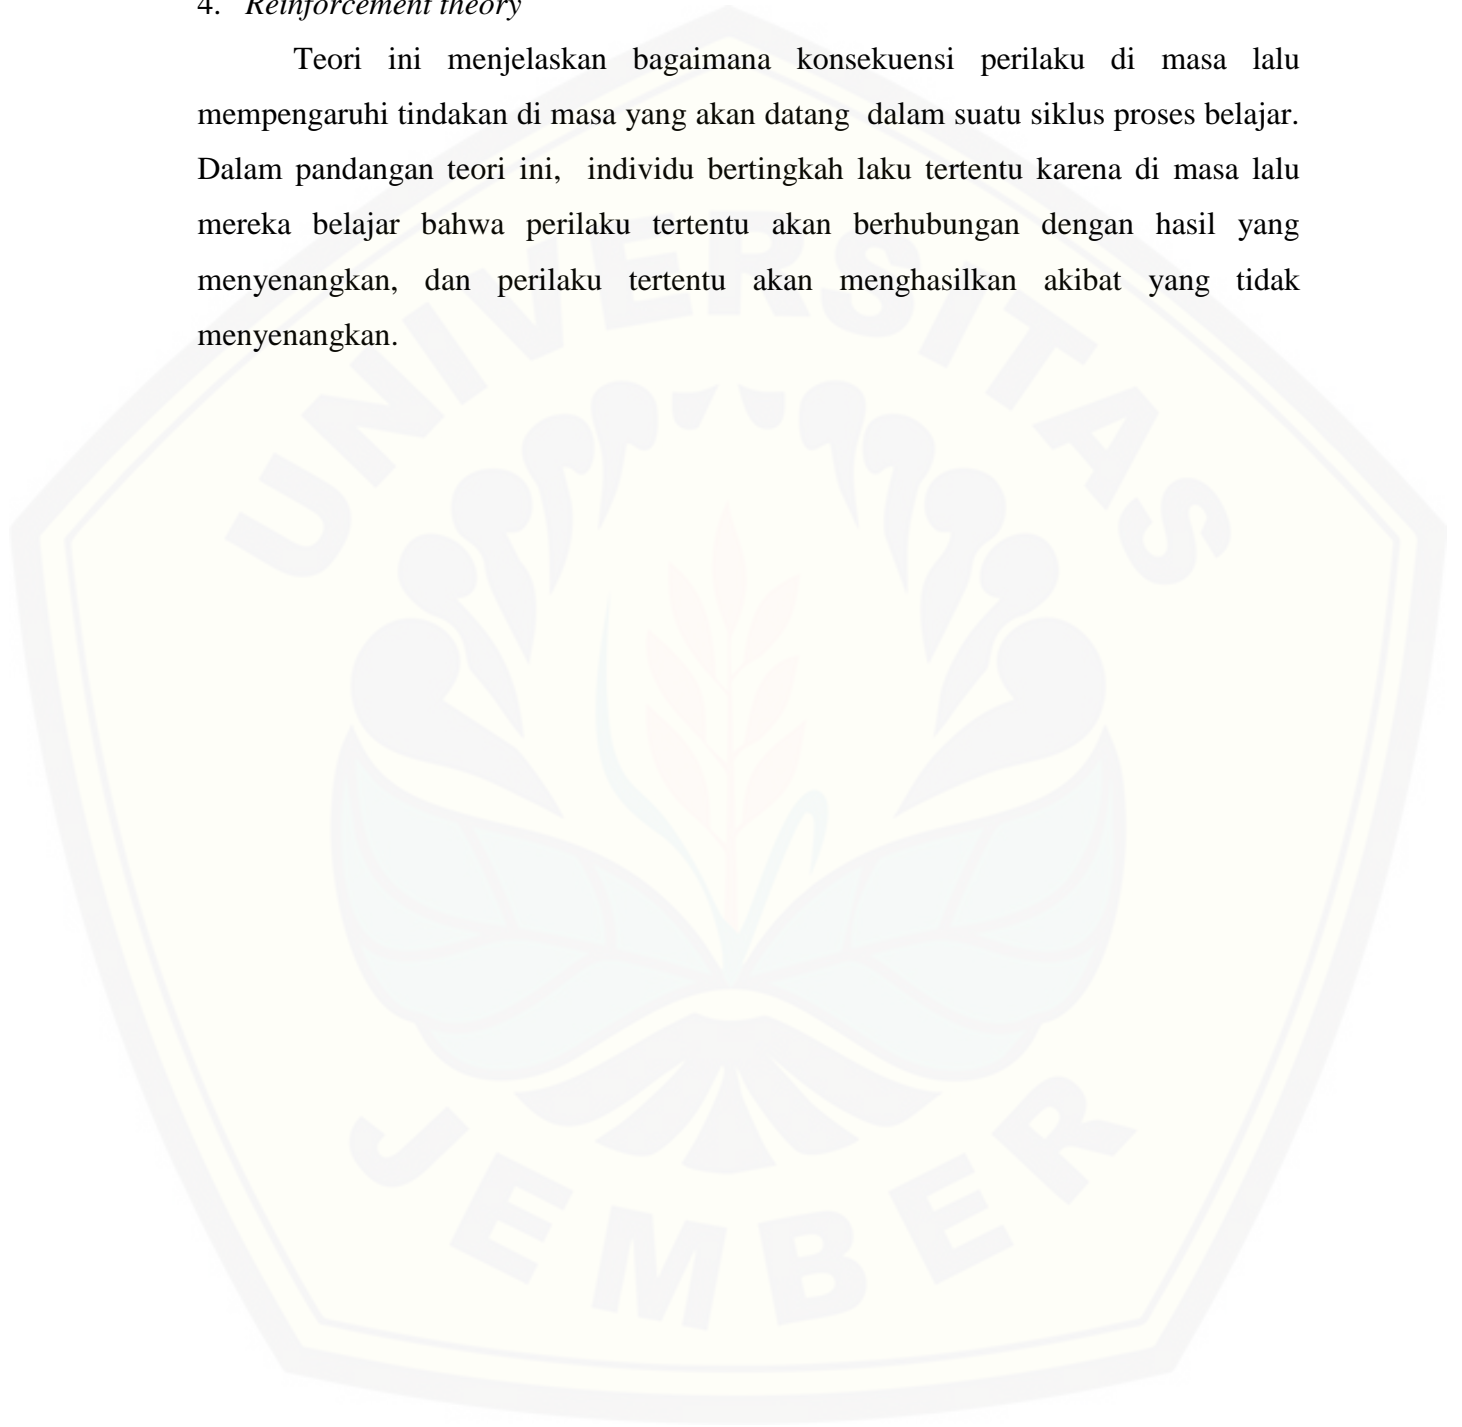 4. Reinforcement theory
Teori ini menjelaskan bagaimana konsekuensi perilaku di masa lalu
mempengaruhi tindakan di masa yang akan datang dalam suatu siklus proses belajar.
Dalam pandangan teori ini, individu bertingkah laku tertentu karena di masa lalu
mereka belajar bahwa perilaku tertentu akan berhubungan dengan hasil yang
menyenangkan, dan perilaku tertentu akan menghasilkan akibat yang tidak
menyenangkan.
UNIVERSITAS
JEMBER